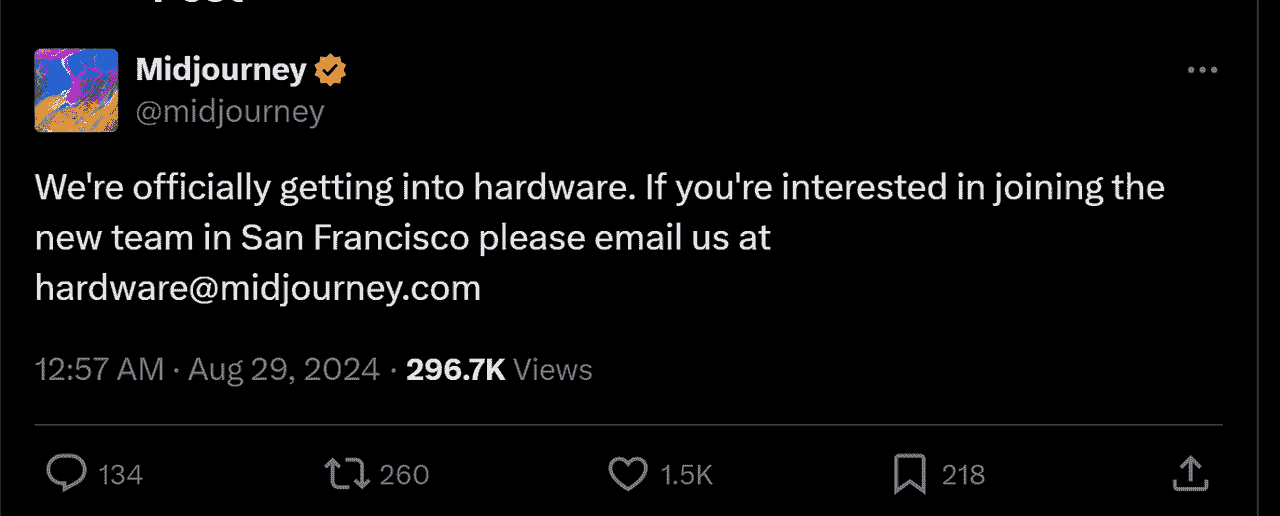 Post
Midjourney
@midjourney
We're officially getting into hardware. If you're interested in joining the
new team in San Francisco please email us at
hardware@midjourney.com
12:57 AM · Aug 29, 2024 · 296.7K Views
134 260 1.5K 218